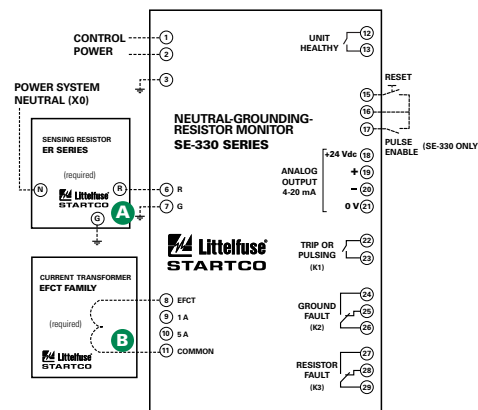 CONTROL
POWER
1
2
3
POWER SYSTEM
NEUTRAL (X0)
SENSING RESISTOR
ER SERIES
(required)
N
R
Littelfuse®
STARTCO
G
A
6 R
7 G
CURRENT TRANSFORMER
EFCT FAMILY
(required)
B
Littelfuse®
STARTCO
8 EFCT
9 1 A
10 5 A
11 COMMON
NEUTRAL-GROUNDING-
RESISTOR MONITOR
SE-330 SERIES
Littelfuse®
STARTCO
UNIT
HEALTHY
12
13
RESET
15
16
17
PULSE
ENABLE
(SE-330 ONLY
ANALOG
OUTPUT
4-20 mA
+24 Vdc 18
+ 19
– 20
0 V 21
TRIP OR
PULSING
(K1)
22
23
GROUND
FAULT
(K2)
24
25
26
RESISTOR
FAULT
(K3)
27
28
29